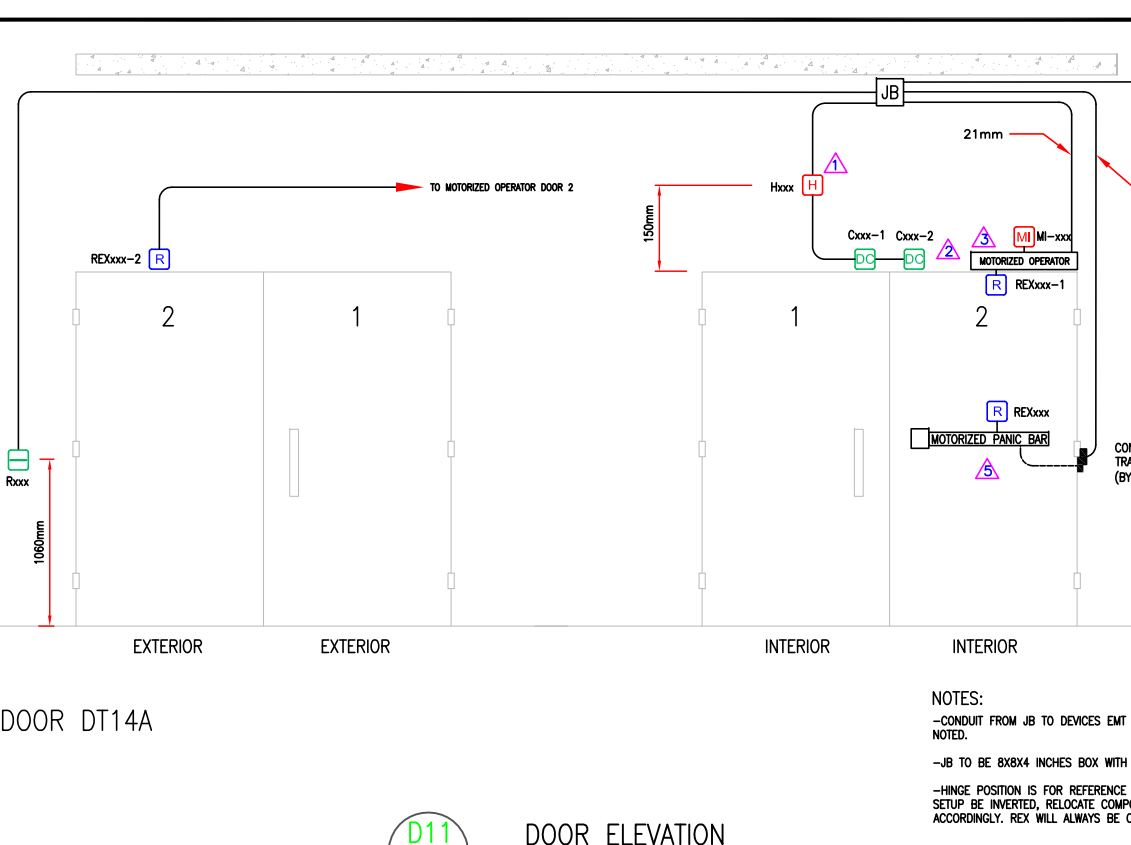 JB
21mm
1
Hxxx
H
TO MOTORIZED OPERATOR DOOR 2
150mm
Cxxx-1
Cxxx-2
2
3
MI
MI-xxx
REXxxx-2
R
DC
DC
MOTORIZED OPERATOR
R
REXxxx-1
2
1
1
2
R
REXxxx
MOTORIZED PANIC BAR
5
Rxxx
1060mm
EXTERIOR
EXTERIOR
INTERIOR
INTERIOR
DOOR DT14A
NOTES:
-CONDUIT FROM JB TO DEVICES EMT
NOTED.
-JB TO BE 8X8X4 INCHES BOX WITH
-HINGE POSITION IS FOR REFERENCE
SETUP BE INVERTED, RELOCATE
ACCORDINGLY. REX WILL ALWAYS BE
D11
DOOR ELEVATION